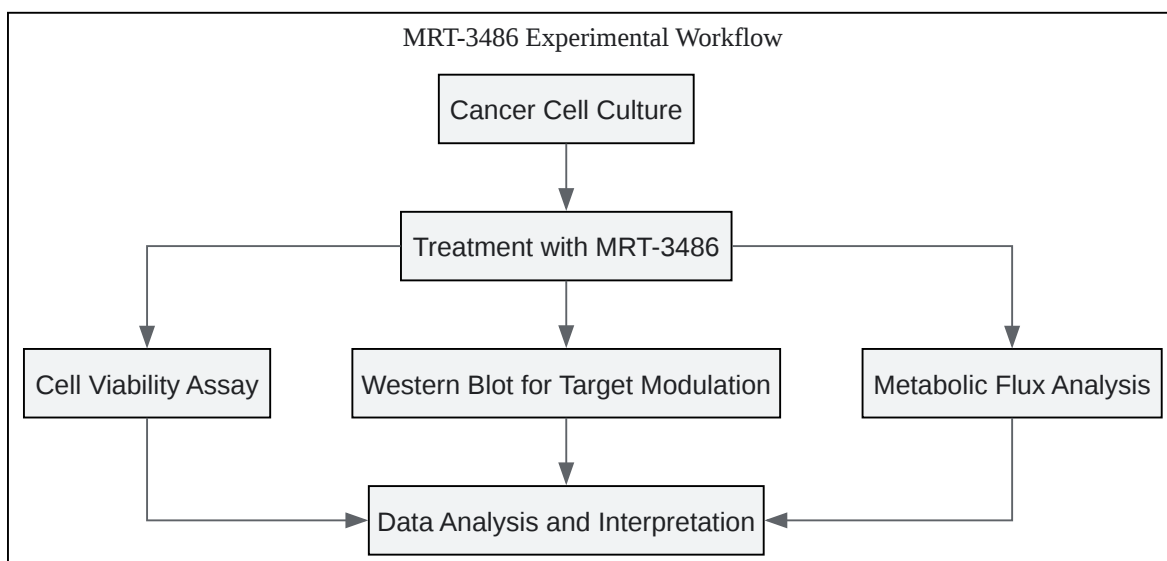 MRT-3486 Experimental Workflow
Cancer Cell Culture
Treatment with MRT-3486
Cell Viability Assay
Western Blot for Target Modulation
Metabolic Flux Analysis
Data Analysis and Interpretation